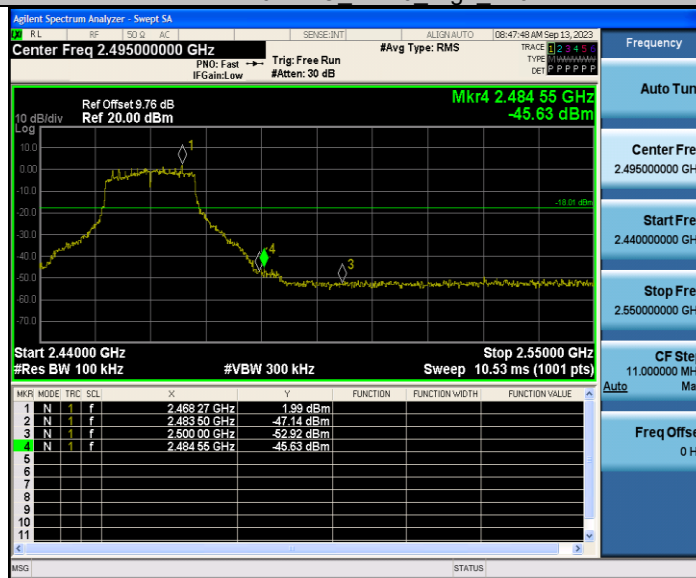 Agilent Spectrum Analyzer - Swept SA
RL RF 50 Ω AC SENSE:INT ALIGN AUTO 08:47:48 AM Sep 13, 2023
Center Freq 2.495000000 GHz
PNO: Fast
IFGain:Low
Trig: Free Run
#Atten: 30 dB
#Avg Type: RMS
TRACE 1 2 3 4 5 6
TYPE MWWWWW
DET P P P P P P
Ref Offset 9.76 dB
10 dB/div Ref 20.00 dBm
Mkr4 2.484 55 GHz
-45.63 dBm
Log
10.0
0.00
-10.0
-20.0
-30.0
-40.0
-50.0
-60.0
-70.0
1
-18.01 dBm
4
3
Start 2.44000 GHz Stop 2.55000 GHz
#Res BW 100 kHz #VBW 300 kHz Sweep 10.53 ms (1001 pts)
MKR MODE TRC SCL X Y FUNCTION FUNCTION WIDTH FUNCTION VALUE
1 N 1 f 2.468 27 GHz 1.99 dBm
2 N 1 f 2.483 50 GHz -47.14 dBm
3 N 1 f 2.500 00 GHz -52.92 dBm
4 N 1 f 2.484 55 GHz -45.63 dBm
5
6
7
8
9
10
11
MSG STATUS
Frequency
Auto Tun
Center Fre
2.495000000 GH
Start Fre
2.440000000 GH
Stop Fre
2.550000000 GH
CF Ste
11.000000 MH
Auto Ma
Freq Offse
0 H